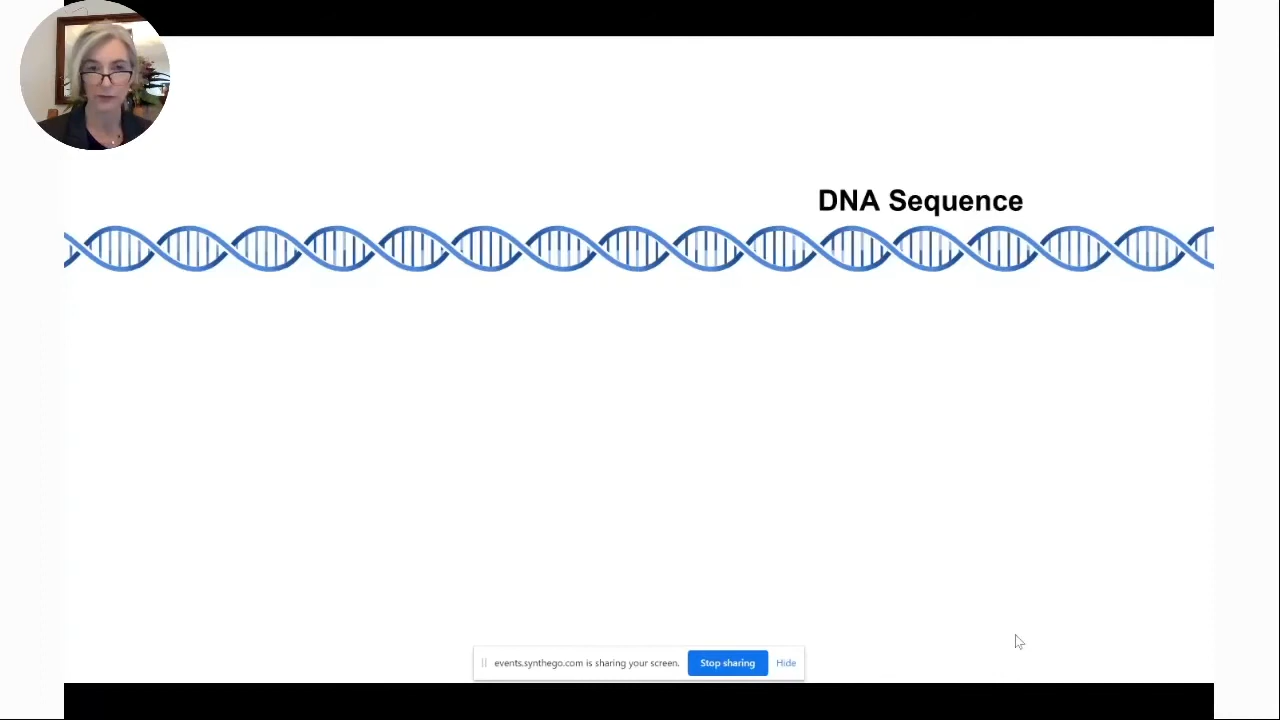 DNA Sequence
events.synthego.com is sharing your screen.
Stop sharing
Hide